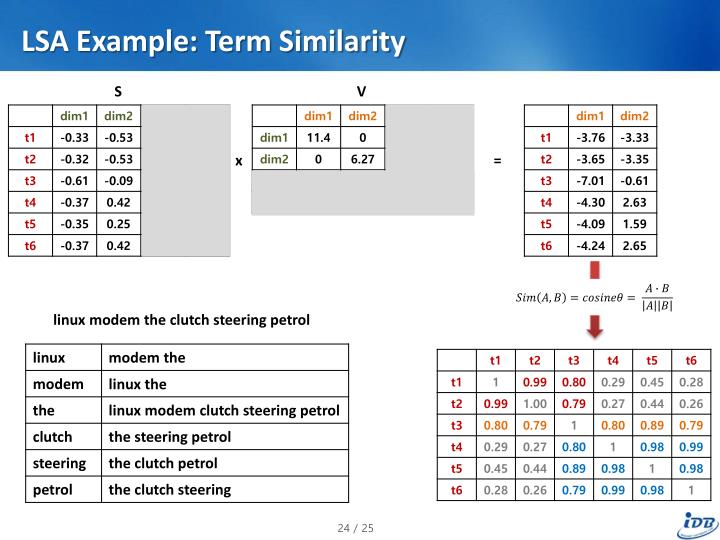 LSA Example: Term Similarity
S
dim1 dim2
t1 -0.33 -0.53
t2 -0.32 -0.53
t3 -0.61 -0.09
t4 -0.37 0.42
t5 -0.35 0.25
t6 -0.37 0.42
x
V
dim1 dim2
dim1 11.4 0
dim2 0 6.27
=
dim1 dim2
t1 -3.76 -3.33
t2 -3.65 -3.35
t3 -7.01 -0.61
t4 -4.30 2.63
t5 -4.09 1.59
t6 -4.24 2.65
Sim(A, B) = cosineθ = A · B / |A||B|
linux modem the clutch steering petrol
linux modem the
modem linux the
the linux modem clutch steering petrol
clutch the steering petrol
steering the clutch petrol
petrol the clutch steering
t1 t2 t3 t4 t5 t6
t1 1 0.99 0.80 0.29 0.45 0.28
t2 0.99 1.00 0.79 0.27 0.44 0.26
t3 0.80 0.79 1 0.80 0.89 0.79
t4 0.29 0.27 0.80 1 0.98 0.99
t5 0.45 0.44 0.89 0.98 1 0.98
t6 0.28 0.26 0.79 0.99 0.98 1
24 / 25
iDB